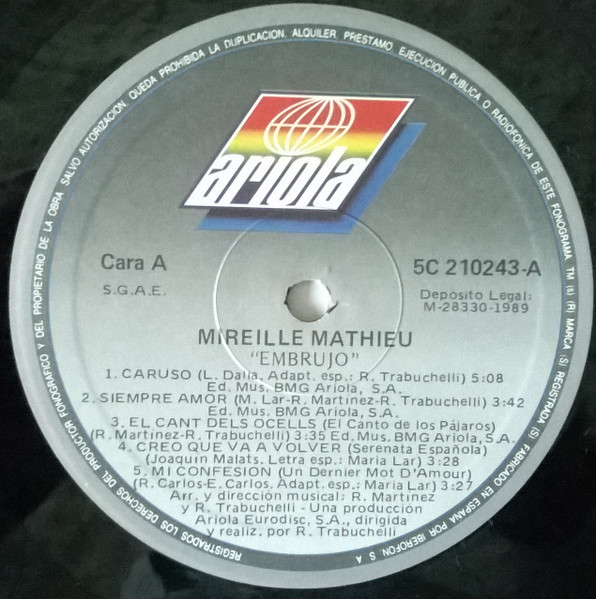 SALVO AUTORIZACION, QUEDA PROHIBIDA LA DUPLICACION, ALQUILER, PRESTAMO, EJECUCION PUBLICA O RADIOFONICA DE ESTE FONOGRAMA. TM (S) (R) MARCA (S) REGISTRADA (S). FABRICADO EN ESPAÑA POR IBEROFON, S. A.
REGISTRADOS LOS DERECHOS DEL PRODUCTOR FONOGRAFICO Y DEL PROPIETARIO DE LA OBRA.
ariola
Cara A
5C 210243-A
S.G.A.E.
Depósito Legal:
M-28330-1989
MIREILLE MATHIEU
"EMBRUJO"
1. CARUSO (L. Dalla, Adapt. esp.: R. Trabuchelli) 5:08
Ed. Mus. BMG Ariola, S.A.
2. SIEMPRE AMOR (M. Lar-R. Martínez-R. Trabuchelli) 3:42
Ed. Mus. BMG Ariola, S.A.
3. EL CANT DELS OCELLS (El Canto de los Pájaros)
(R. Martínez-R. Trabuchelli) 3:35 Ed. Mus. BMG Ariola, S.A.
4. CREO QUE VA A VOLVER (Serenata Española)
(Joaquin Malats, Letra esp.: María Lar) 3:28
5. MI CONFESION (Un Dernier Mot D'Amour)
(R. Carlos-E. Carlos, Adapt. esp.: María Lar) 3:27
Arr. y dirección musical: R. Martínez
y R. Trabuchelli - Una producción
Ariola Eurodisc, S.A., dirigida
y realiz. por R. Trabuchelli